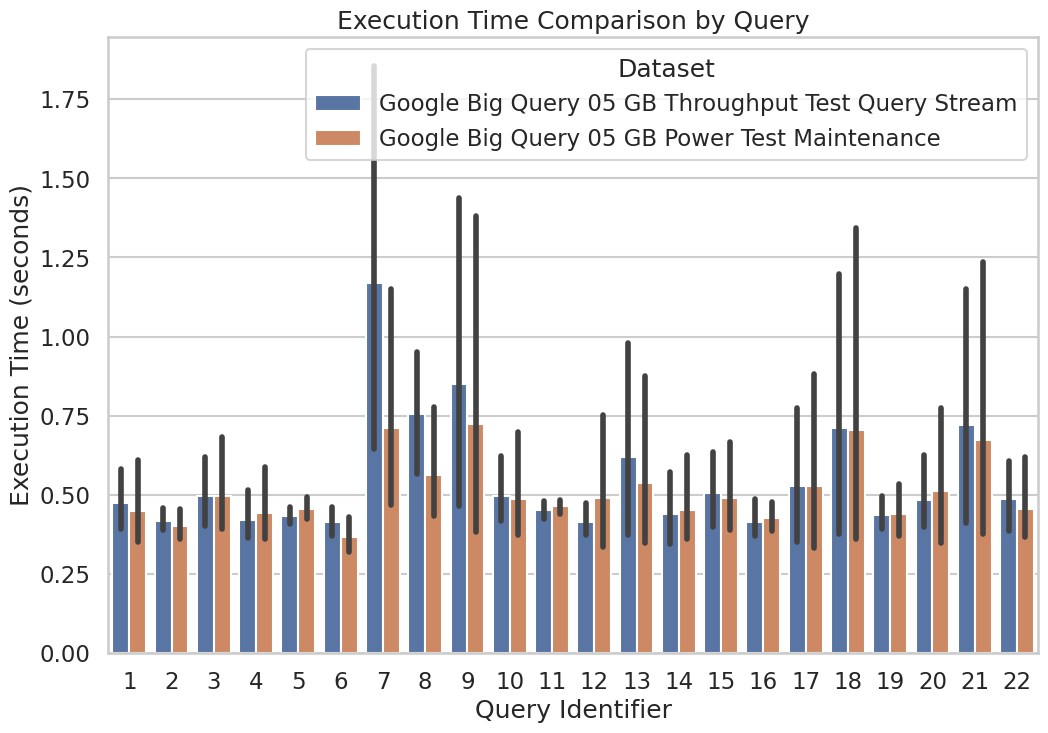 Execution Time Comparison by Query
Dataset
Google Big Query 05 GB Throughput Test Query Stream
Google Big Query 05 GB Power Test Maintenance
Execution Time (seconds)
1.75
1.50
1.25
1.00
0.75
0.50
0.25
0.00
1 2 3 4 5 6 7 8 9 10 11 12 13 14 15 16 17 18 19 20 21 22
Query Identifier